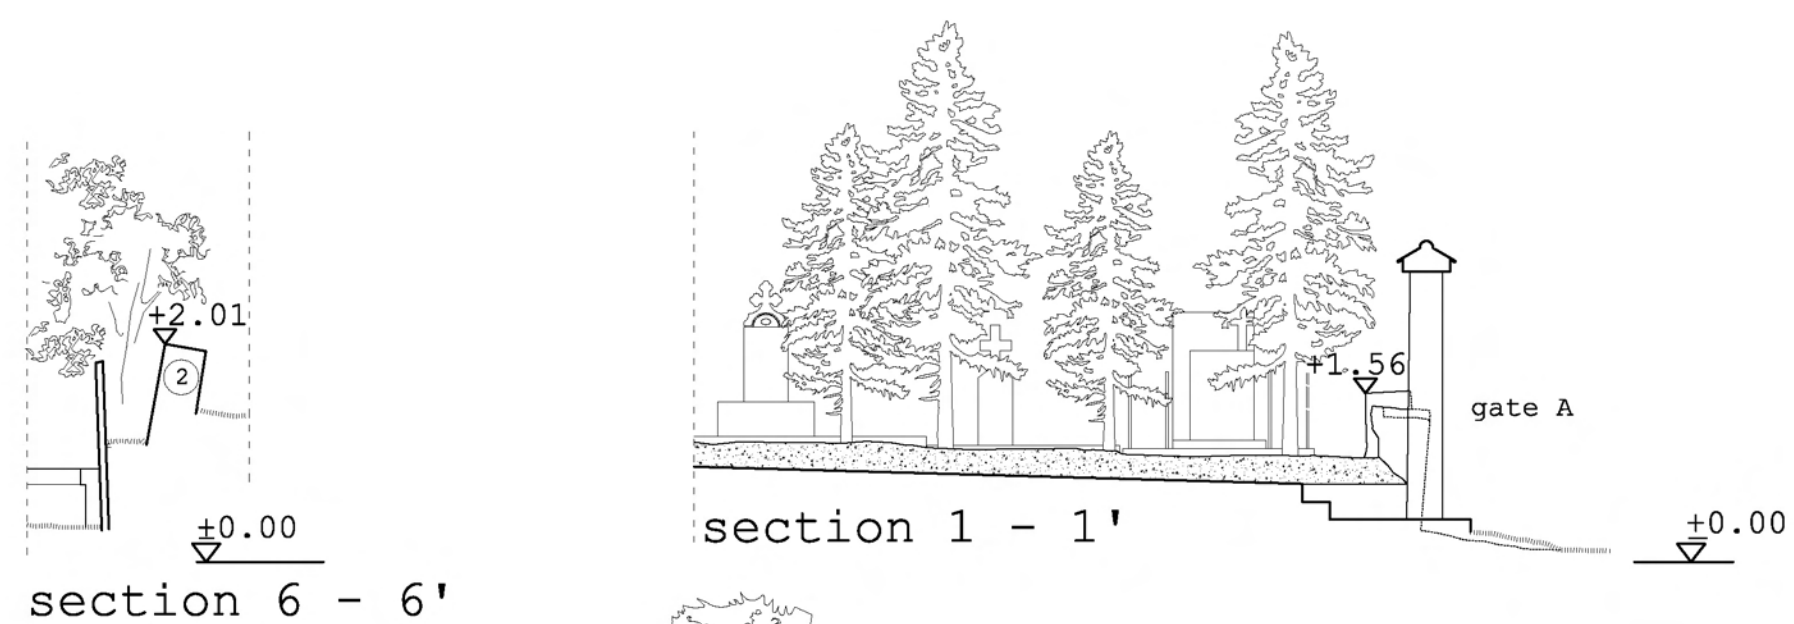 +2.01
2
±0.00
section 6 - 6'
+1.56
gate A
section 1 - 1'
±0.00